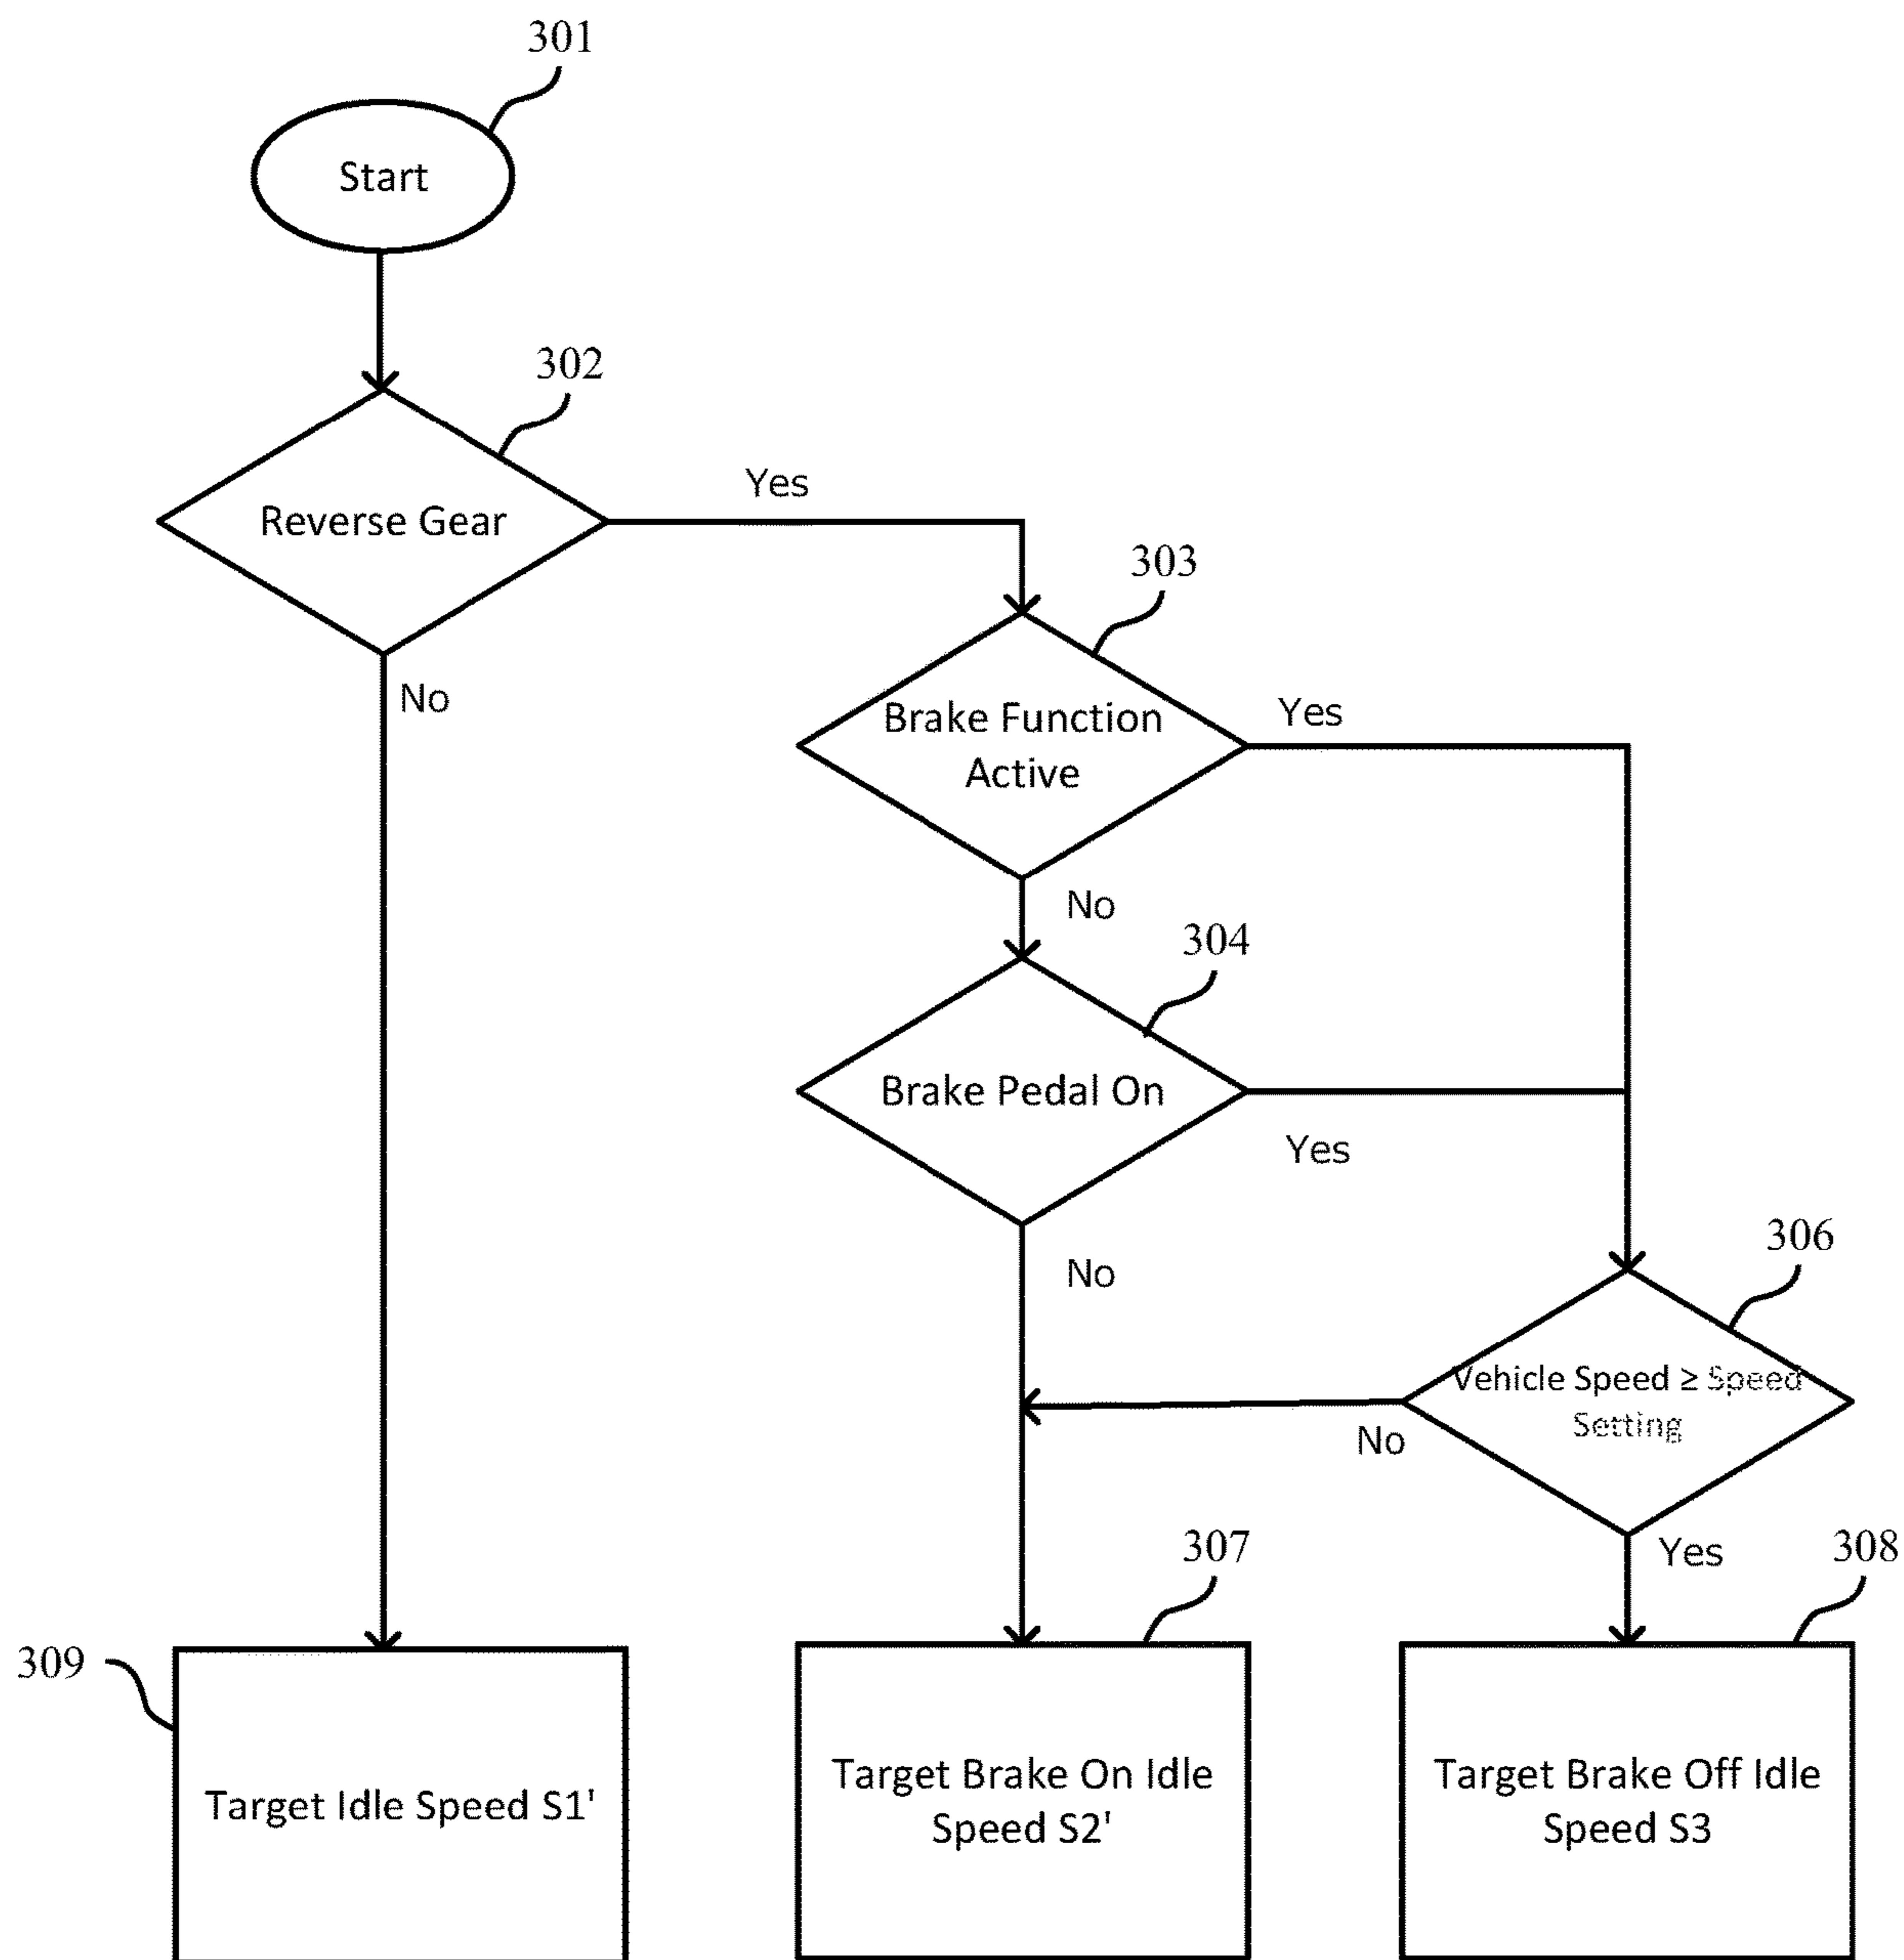 301
Start
302
Reverse Gear
Yes
No
303
Brake Function
Active
Yes
No
304
Brake Pedal On
Yes
No
306
Vehicle Speed ≥ Speed
Setting
No
Yes
307
308
309
Target Idle Speed S1'
Target Brake On Idle
Speed S2'
Target Brake Off Idle
Speed S3